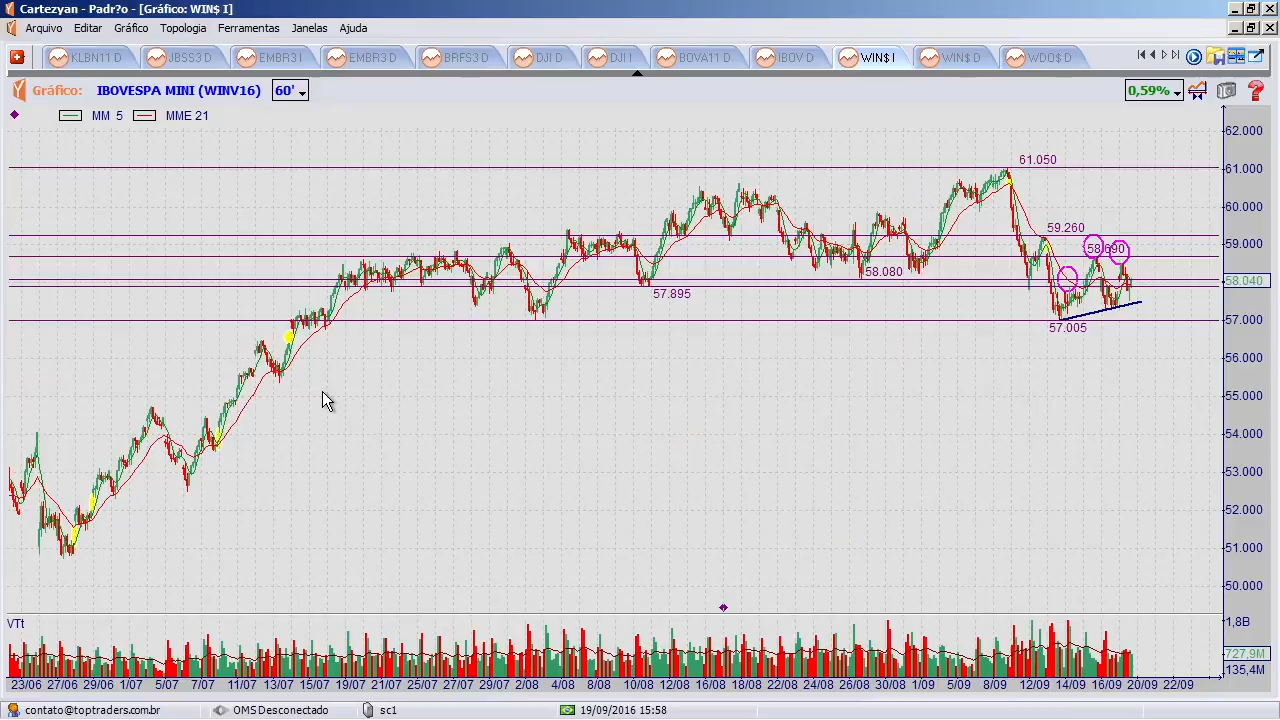 Cartezyan - Padr?o - [Gráfico: WIN$ I]
Arquivo Editar Gráfico Topologia Ferramentas Janelas Ajuda
KLBN11 D JBSS3 D EMBR3 I EMBR3 D BRFS3 D DJI D DJI I BOVA11 D IBOV D WIN$ I WIN$ D WDO$ D
Gráfico: IBOVESPA MINI (WINV16) 60' 0,59%
MM 5 MME 21
62.000
61.050
61.000
60.000
59.260
59.000
58.690
58.080
58.040
57.895
57.000
57.005
56.000
55.000
54.000
53.000
52.000
51.000
50.000
VTt
1,8B
727,9M
135,4M
23/06 27/06 29/06 1/07 5/07 7/07 11/07 13/07 15/07 19/07 21/07 25/07 27/07 29/07 2/08 4/08 8/08 10/08 12/08 16/08 18/08 22/08 24/08 26/08 30/08 1/09 5/09 8/09 12/09 14/09 16/09 20/09 22/09
contato@toptraders.com.br OMS Desconectado sc1 19/09/2016 15:58